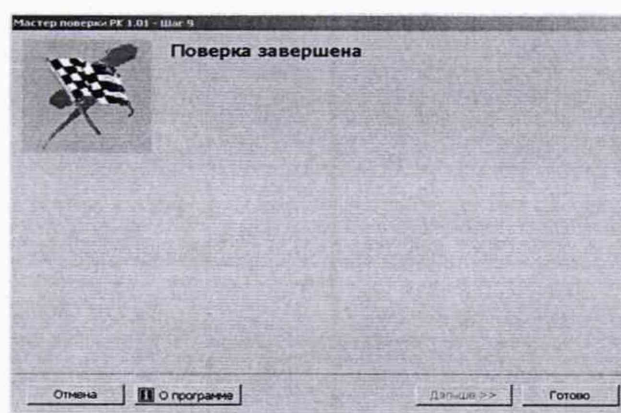 Мастер поверки РК 1.01 - Шаг 9
Поверка завершена
Отмена
О программе
Дальше >>
Готово